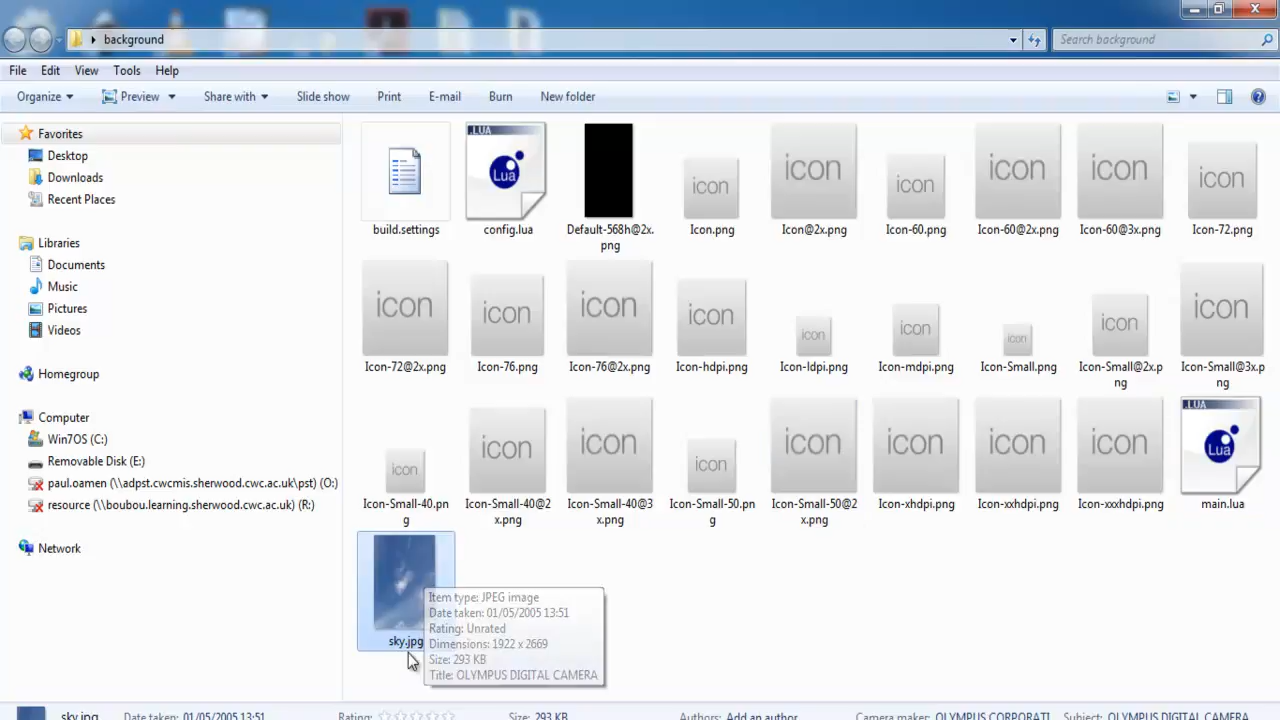 background
Search background
File Edit View Tools Help
Organize Preview Share with Slide show Print E-mail Burn New folder
Favorites
Desktop
Downloads
Recent Places
Libraries
Documents
Music
Pictures
Videos
Homegroup
Computer
Win7OS (C:)
Removable Disk (E:)
paul.oamen (\\adpst.cwcmis.sherwood.cwc.ac.uk\pst) (O:)
resource (\\boubou.learning.sherwood.cwc.ac.uk) (R:)
Network
.LUA
Lua
icon icon icon icon icon icon
build.settings config.lua Default-568h@2x. Icon.png Icon@2x.png Icon-60.png Icon-60@2x.png Icon-60@3x.png Icon-72.png
png
icon icon icon icon icon icon icon icon icon
Icon-72@2x.png Icon-76.png Icon-76@2x.png Icon-hdpi.png Icon-ldpi.png Icon-mdpi.png Icon-Small.png Icon-Small@2x.p Icon-Small@3x.p
ng ng
.LUA
icon icon icon icon icon icon icon icon Lua
Icon-Small-40.pn Icon-Small-40@2 Icon-Small-40@3 Icon-Small-50.pn Icon-Small-50@2 Icon-xhdpi.png Icon-xxhdpi.png Icon-xxxhdpi.png main.lua
g x.png x.png g x.png
sky.jpg
Item type: JPEG image
Date taken: 01/05/2005 13:51
Rating: Unrated
Dimensions: 1922 x 2669
Size: 293 KB
Title: OLYMPUS DIGITAL CAMERA
sky.jpg Date taken: 01/05/2005 13:51 Rating: Size: 293 KB Authors: Add an author Camera maker: OLYMPUS CORPORATI... Subject: OLYMPUS DIGITAL CAMERA